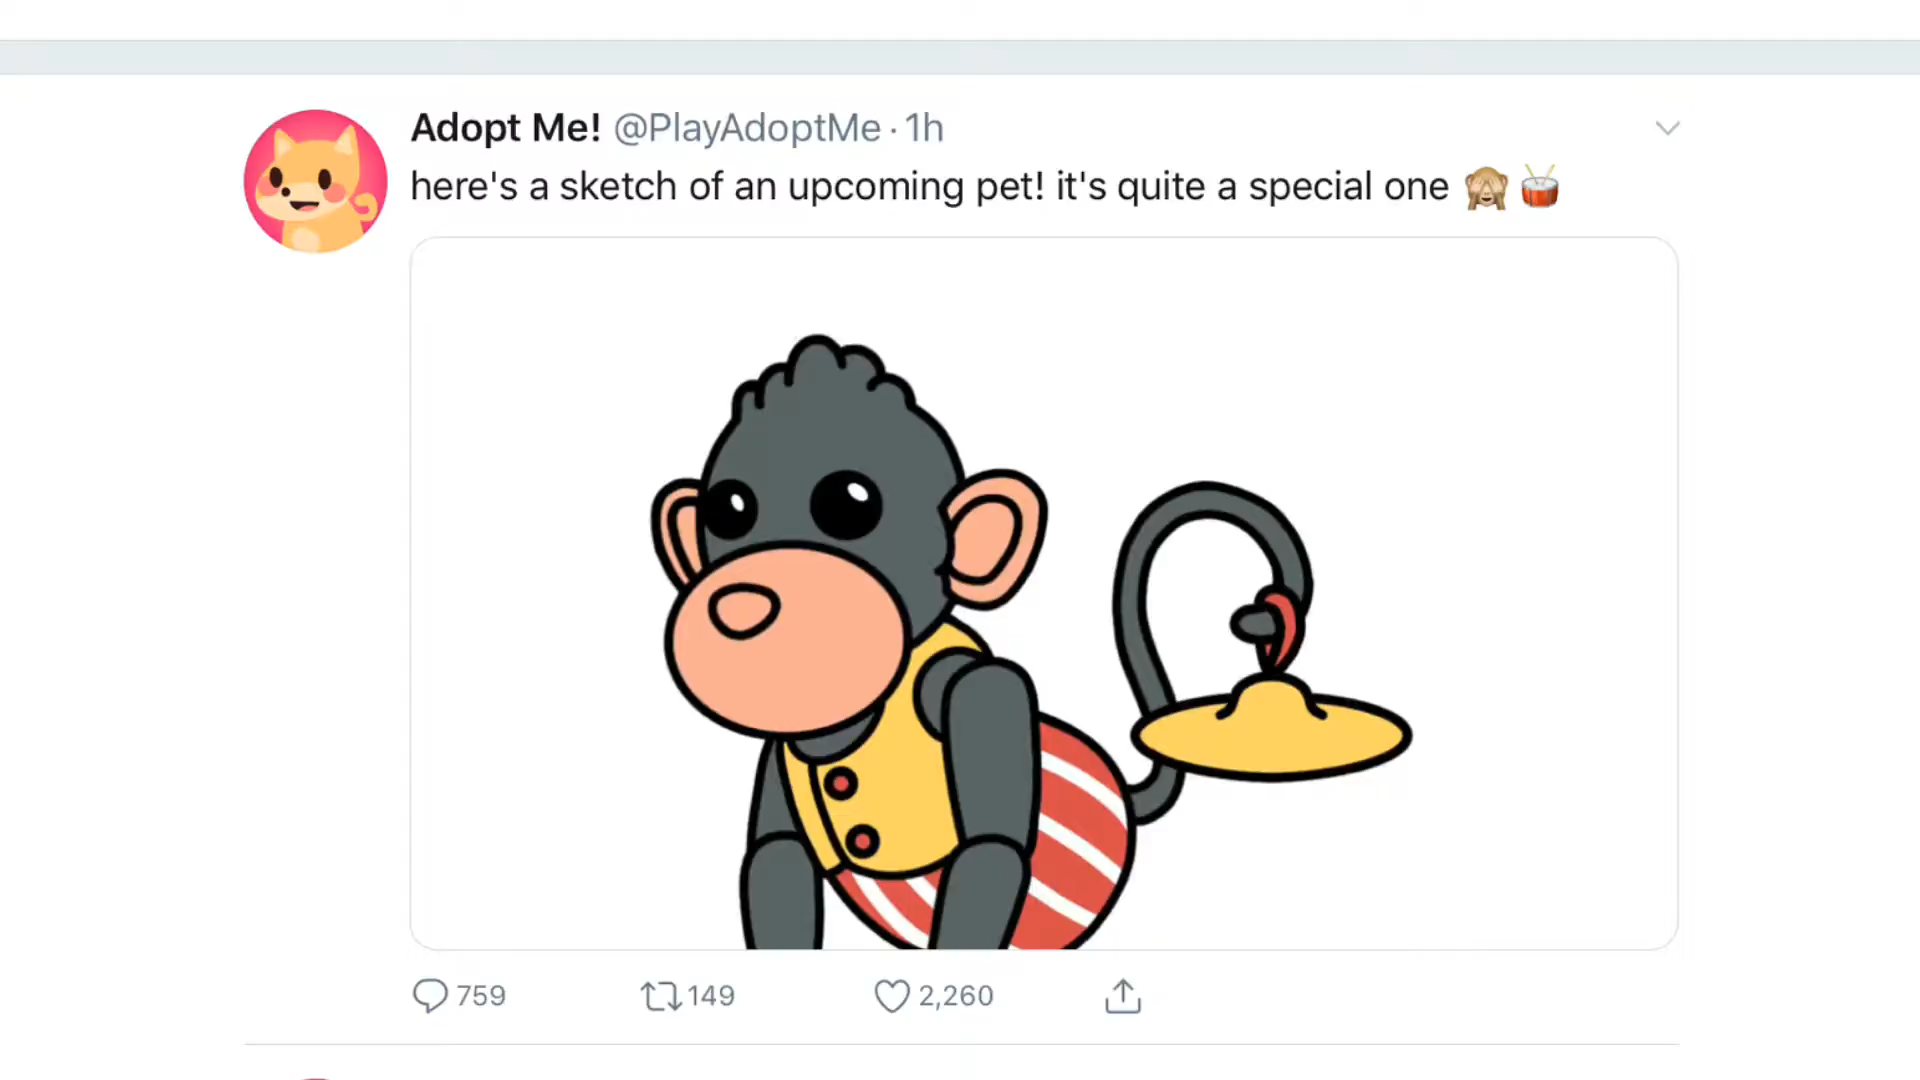 Adopt Me! @PlayAdoptMe · 1h
here's a sketch of an upcoming pet! it's quite a special one 🙈 🥁
759 149 2,260